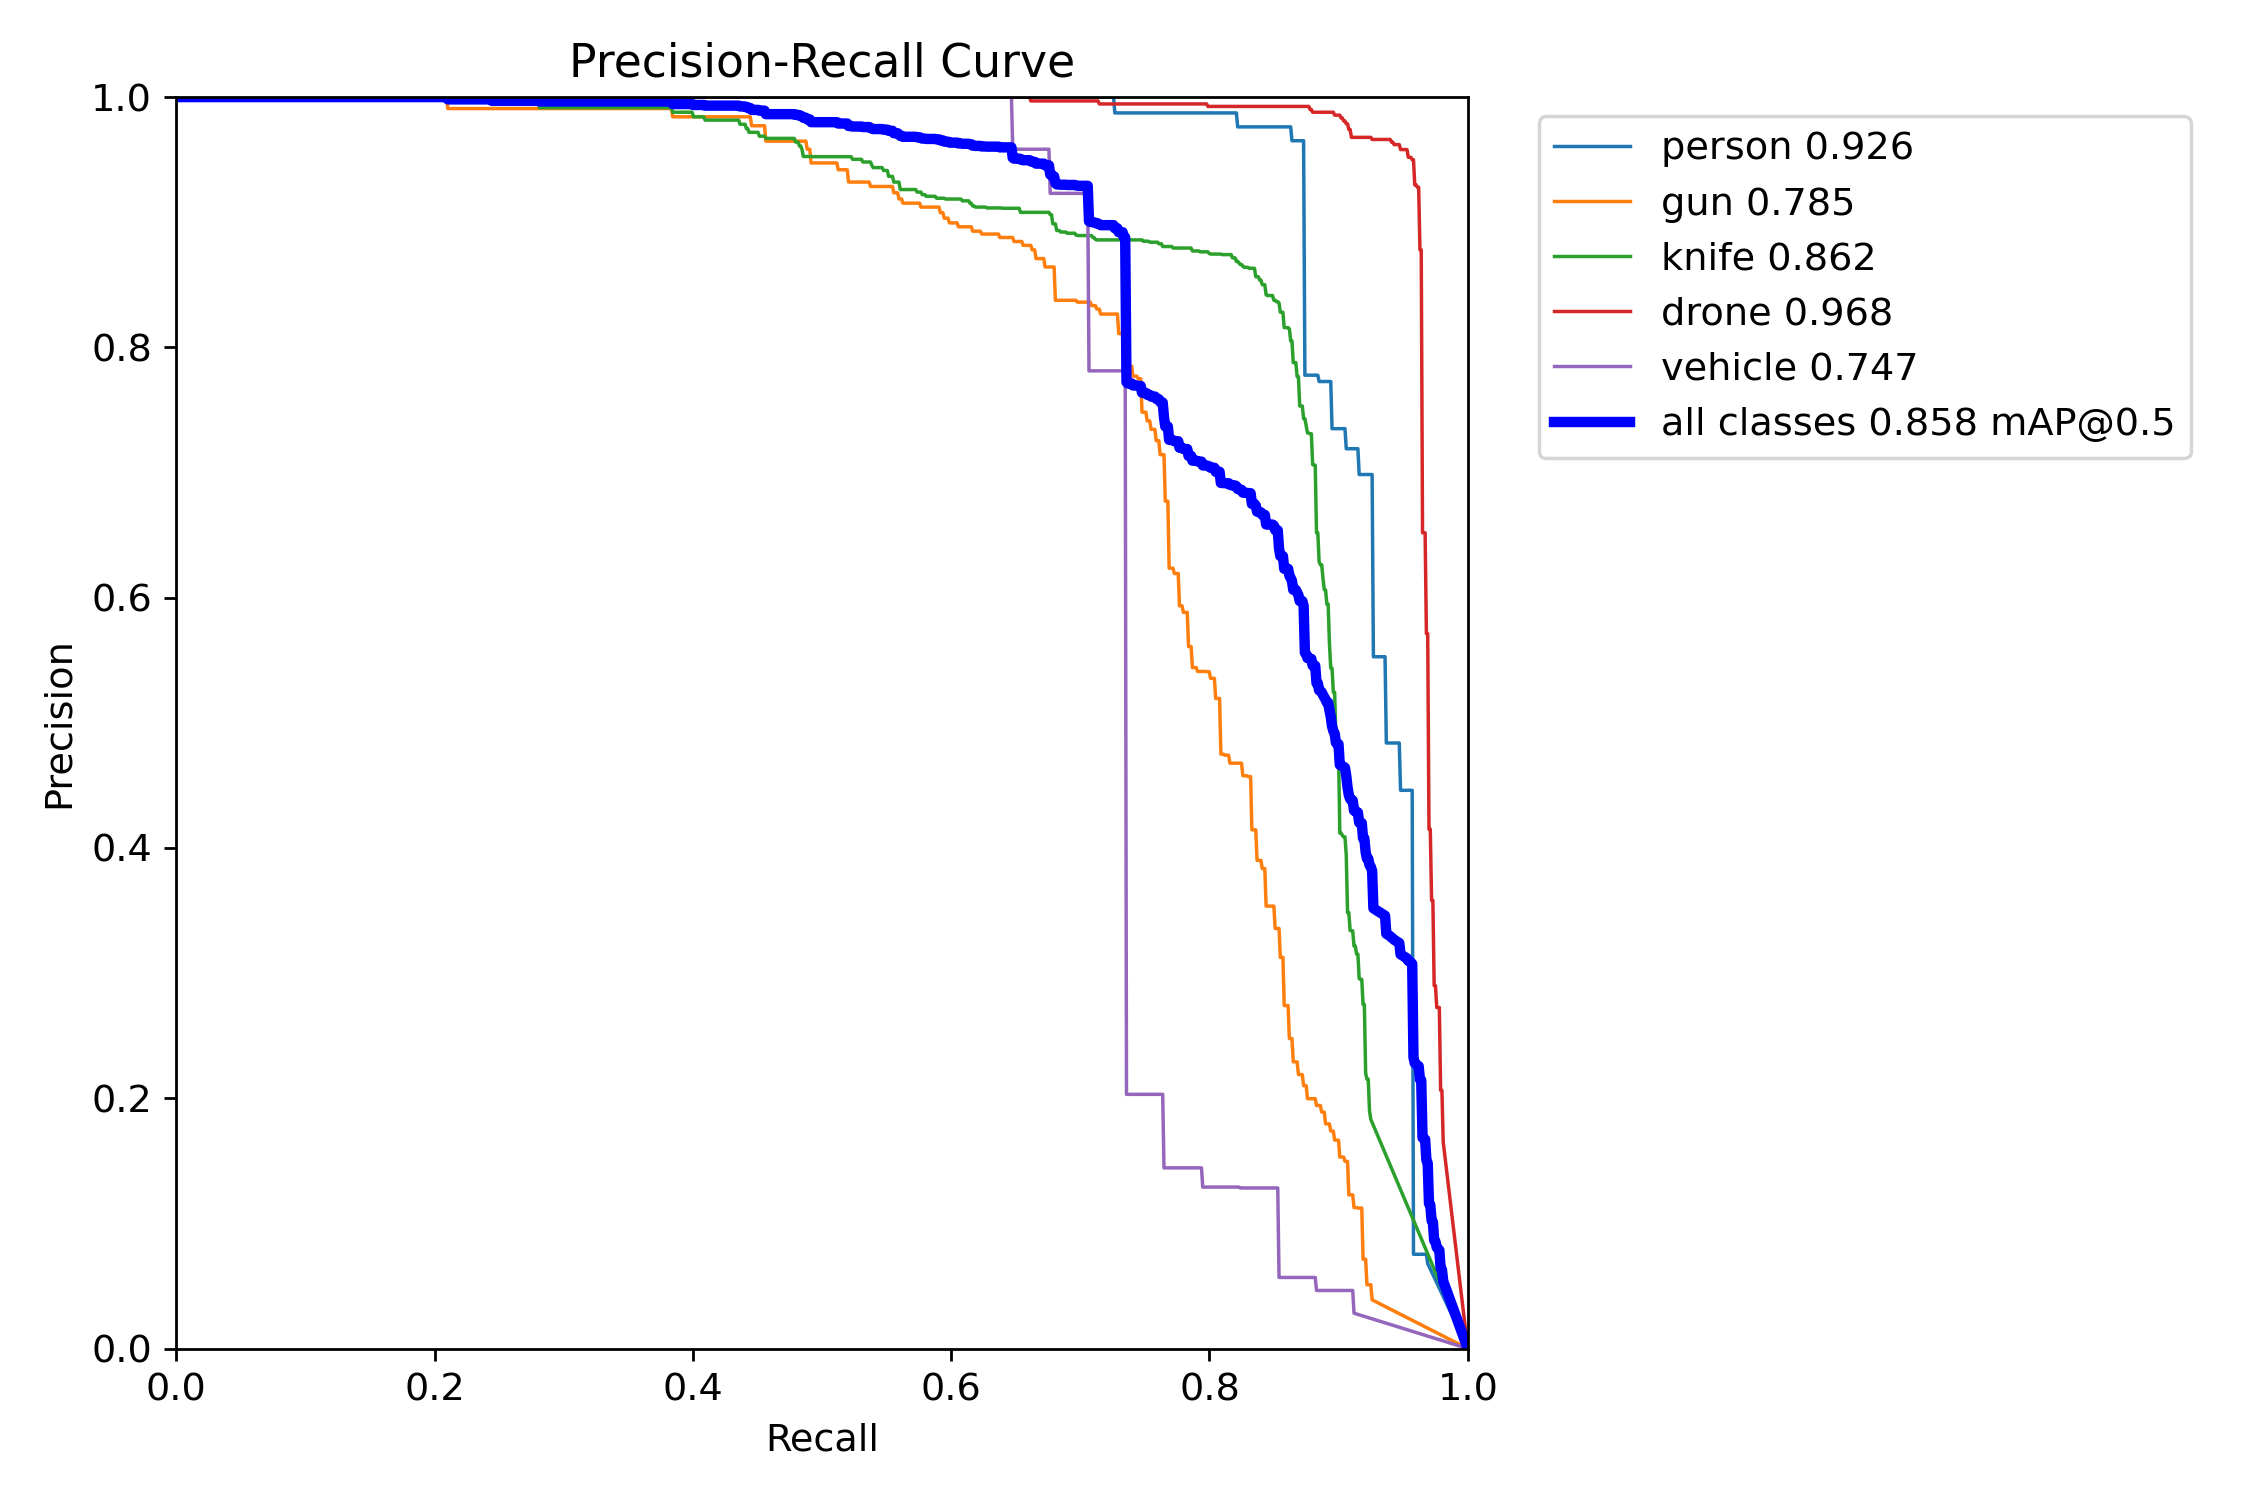 Precision-Recall Curve
1.0
0.8
0.6
0.4
0.2
0.0
Precision
0.0 0.2 0.4 0.6 0.8 1.0
Recall
person 0.926
gun 0.785
knife 0.862
drone 0.968
vehicle 0.747
all classes 0.858 mAP@0.5